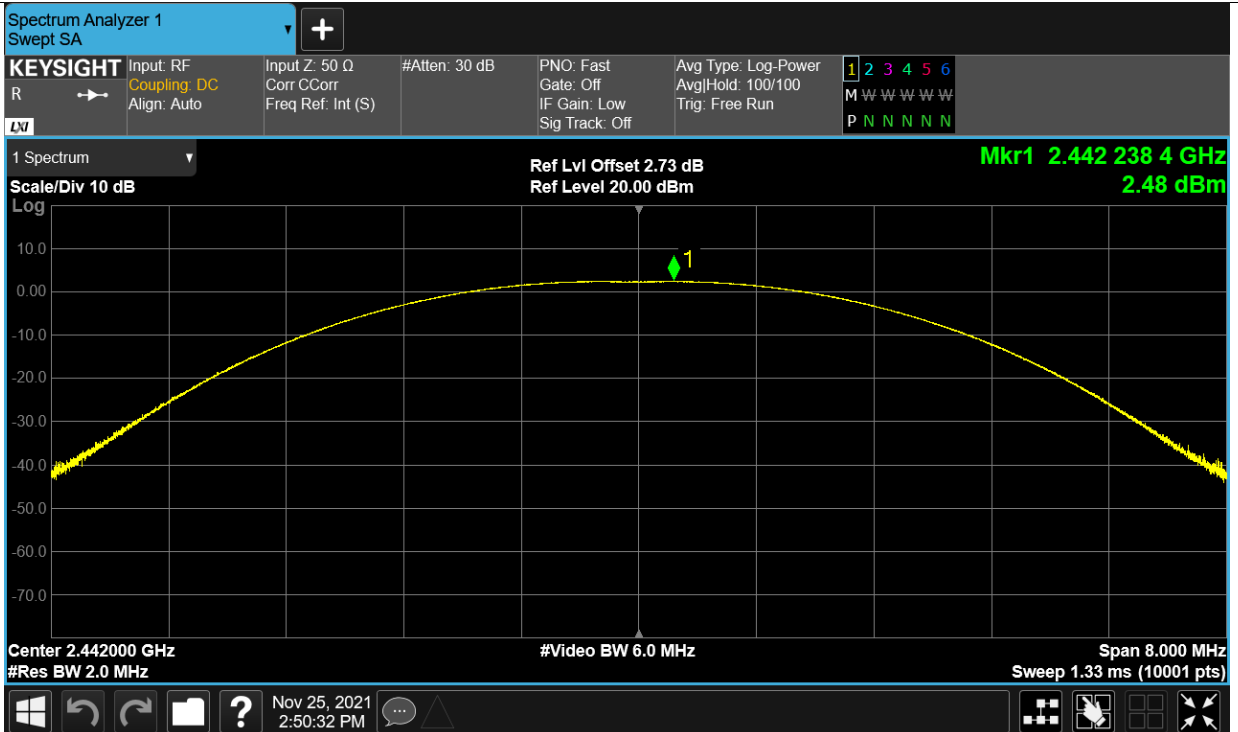 Spectrum Analyzer 1
Swept SA
+
KEYSIGHT
R
LXI
Input: RF
Coupling: DC
Align: Auto
Input Z: 50 Ω
Corr CCorr
Freq Ref: Int (S)
#Atten: 30 dB
PNO: Fast
Gate: Off
IF Gain: Low
Sig Track: Off
Avg Type: Log-Power
Avg|Hold: 100/100
Trig: Free Run
1 2 3 4 5 6
M W W W W W
P N N N N N
1 Spectrum
Scale/Div 10 dB
Log
Ref Lvl Offset 2.73 dB
Ref Level 20.00 dBm
Mkr1 2.442 238 4 GHz
2.48 dBm
1
10.0
0.00
-10.0
-20.0
-30.0
-40.0
-50.0
-60.0
-70.0
Center 2.442000 GHz
#Res BW 2.0 MHz
#Video BW 6.0 MHz
Span 8.000 MHz
Sweep 1.33 ms (10001 pts)
?
Nov 25, 2021
2:50:32 PM